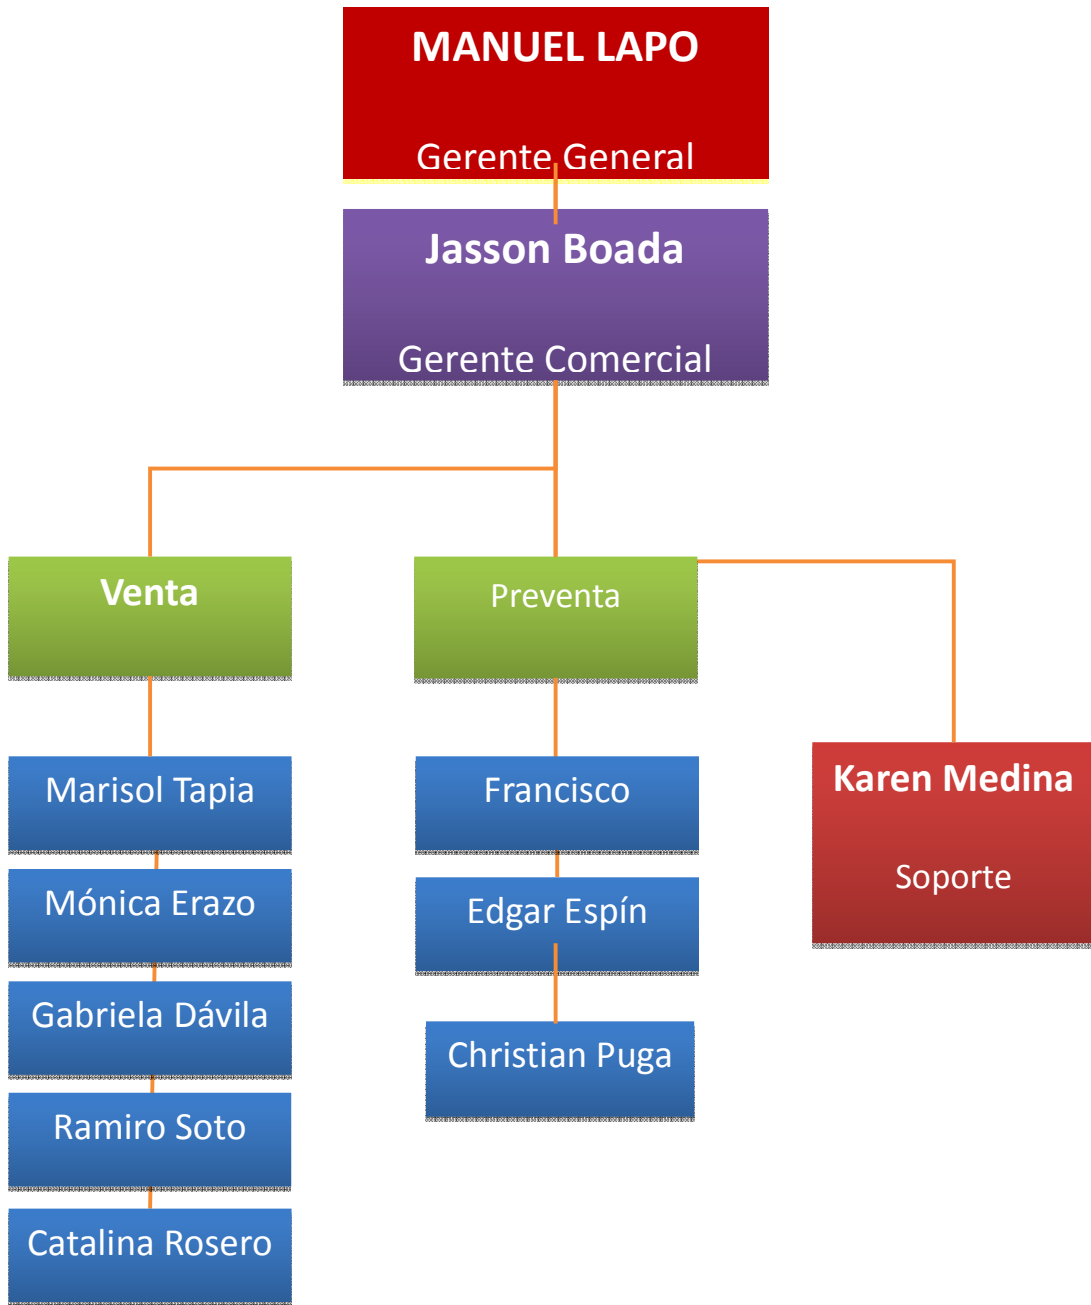 MANUEL LAPO
Gerente General
Jasson Boada
Gerente Comercial
Venta
Preventa
Marisol Tapia
Mónica Erazo
Gabriela Dávila
Ramiro Soto
Catalina Rosero
Francisco
Edgar Espín
Christian Puga
Karen Medina
Soporte